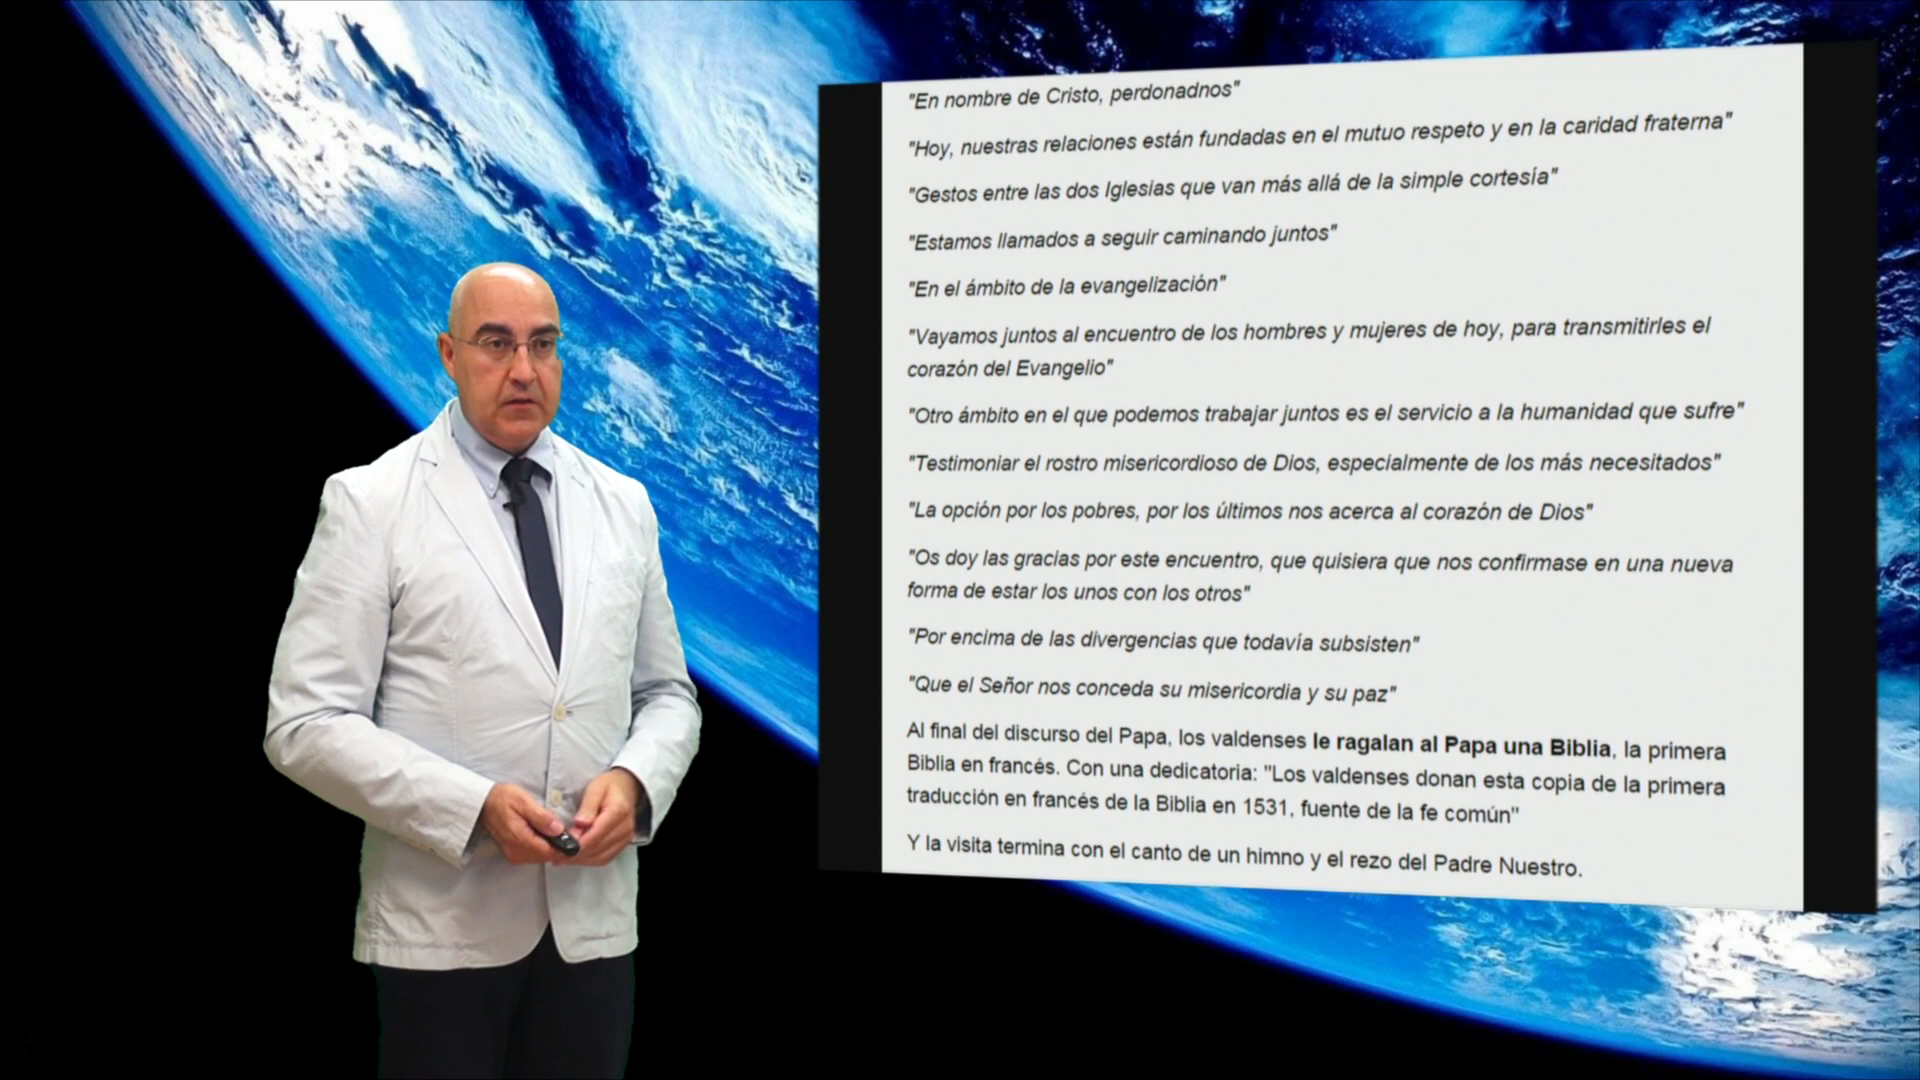 "En nombre de Cristo, perdonadnos"
"Hoy, nuestras relaciones están fundadas en el mutuo respeto y en la caridad fraterna"
"Gestos entre las dos Iglesias que van más allá de la simple cortesía"
"Estamos llamados a seguir caminando juntos"
"En el ámbito de la evangelización"
"Vayamos juntos al encuentro de los hombres y mujeres de hoy, para transmitirles el
corazón del Evangelio"
"Otro ámbito en el que podemos trabajar juntos es el servicio a la humanidad que sufre"
"Testimoniar el rostro misericordioso de Dios, especialmente de los más necesitados"
"La opción por los pobres, por los últimos nos acerca al corazón de Dios"
"Os doy las gracias por este encuentro, que quisiera que nos confirmase en una nueva
forma de estar los unos con los otros"
"Por encima de las divergencias que todavía subsisten"
"Que el Señor nos conceda su misericordia y su paz"
Al final del discurso del Papa, los valdenses le ragalan al Papa una Biblia, la primera
Biblia en francés. Con una dedicatoria: "Los valdenses donan esta copia de la primera
traducción en francés de la Biblia en 1531, fuente de la fe común"
Y la visita termina con el canto de un himno y el rezo del Padre Nuestro.